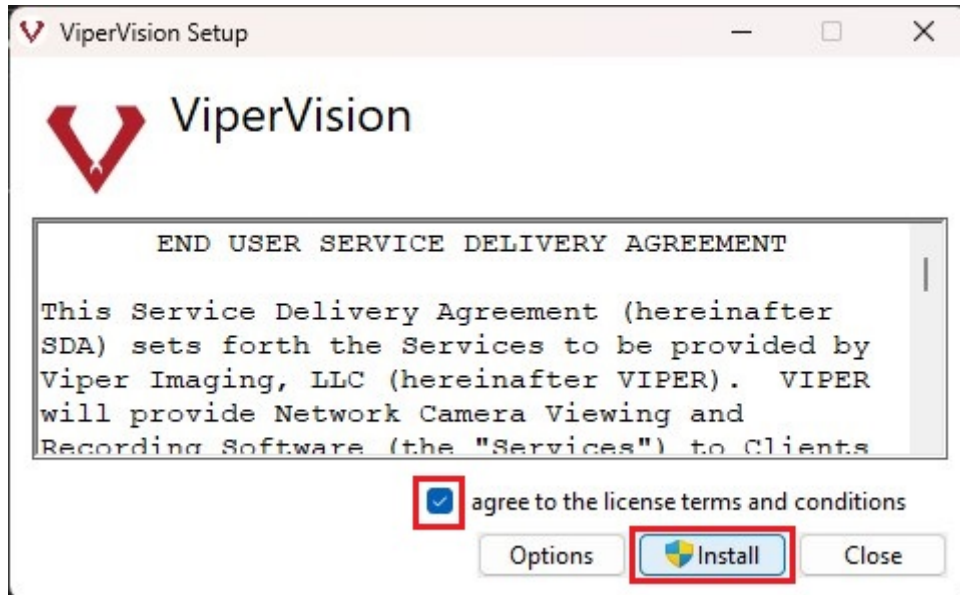 ViperVision Setup
ViperVision
END USER SERVICE DELIVERY AGREEMENT
This Service Delivery Agreement (hereinafter
SDA) sets forth the Services to be provided by
Viper Imaging, LLC (hereinafter VIPER).  VIPER
will provide Network Camera Viewing and
Recording Software (the "Services") to Clients
agree to the license terms and conditions
Options Install Close